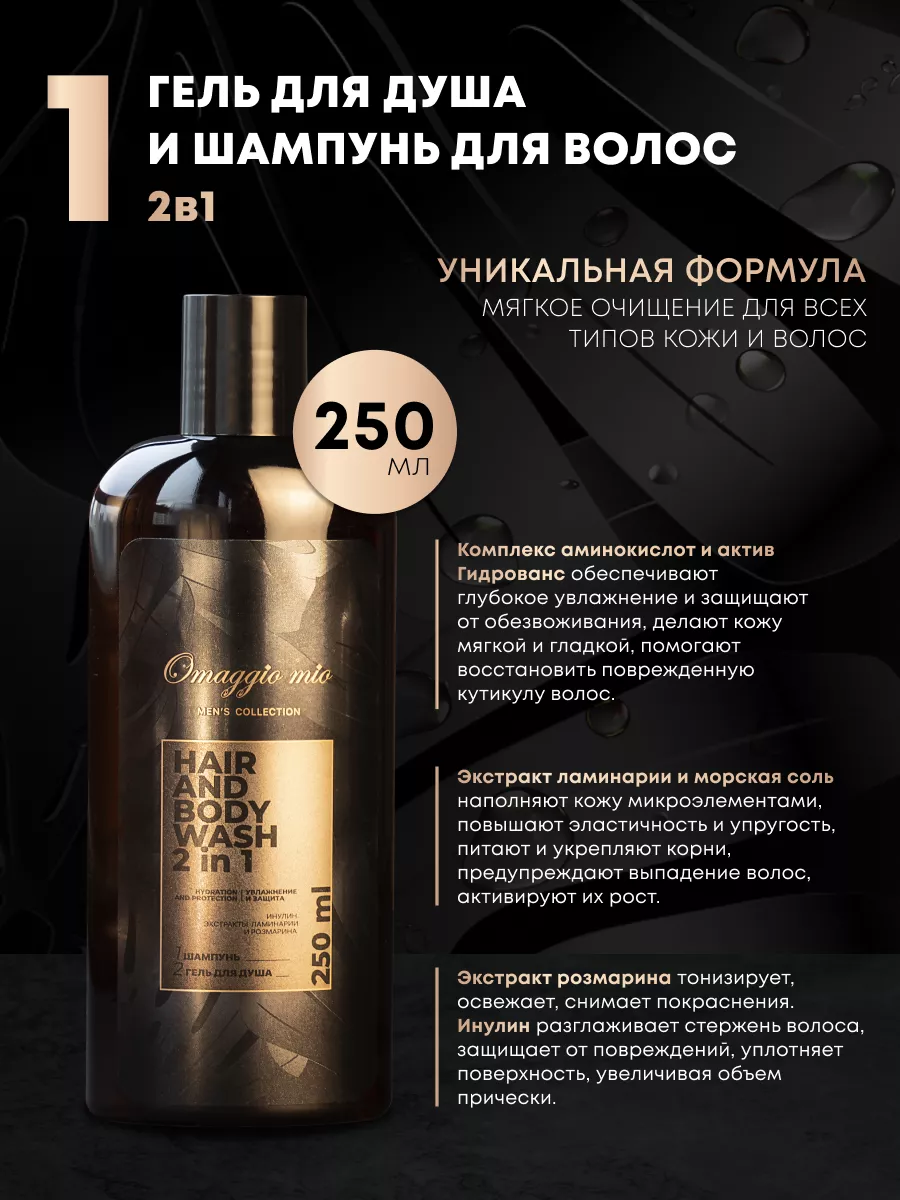 1
ГЕЛЬ ДЛЯ ДУША
И ШАМПУНЬ ДЛЯ ВОЛОС
2в1
УНИКАЛЬНАЯ ФОРМУЛА
МЯГКОЕ ОЧИЩЕНИЕ ДЛЯ ВСЕХ
ТИПОВ КОЖИ И ВОЛОС
250
МЛ
Комплекс аминокислот и актив
Гидрованс обеспечивают
глубокое увлажнение и защищают
от обезвоживания, делают кожу
мягкой и гладкой, помогают
восстановить поврежденную
кутикулу волос.
Экстракт ламинарии и морская соль
наполняют кожу микроэлементами,
повышают эластичность и упругость,
питают и укрепляют корни,
предупреждают выпадение волос,
активируют их рост.
Экстракт розмарина тонизирует,
освежает, снимает покраснения.
Инулин разглаживает стержень волоса,
защищает от повреждений, уплотняет
поверхность, увеличивая объем
прически.
Omaggio mio
MEN'S COLLECTION
HAIR
AND
BODY
WASH
2 in 1
HYDRATION | УВЛАЖНЕНИЕ
AND PROTECTION | И ЗАЩИТА
ИНУЛИН
ЭКСТРАКТЫ ЛАМИНАРИИ
И РОЗМАРИНА
1 ШАМПУНЬ
2 ГЕЛЬ ДЛЯ ДУША
250 ml